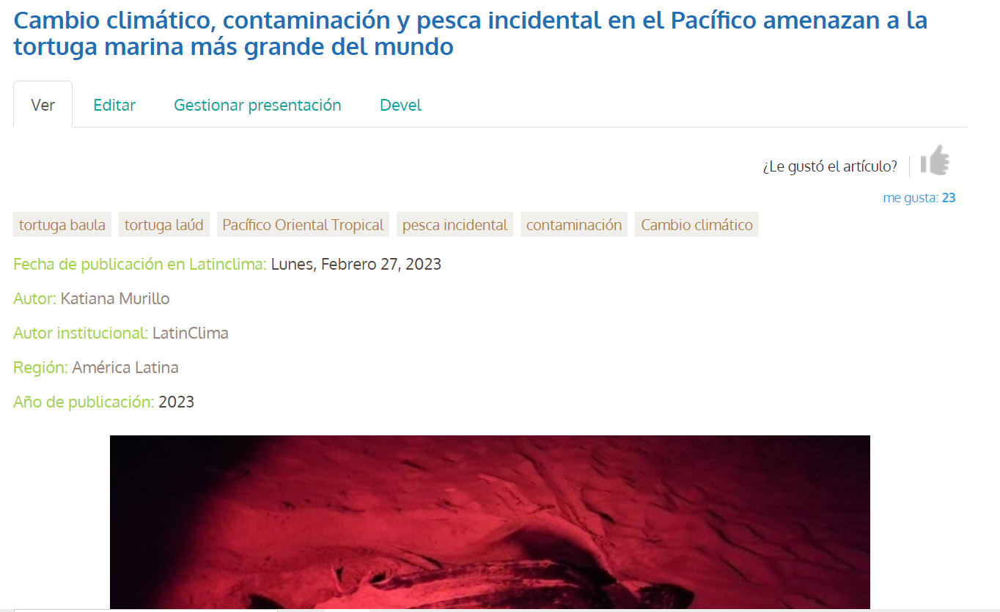 Cambio climático, contaminación y pesca incidental en el Pacífico amenazan a la
tortuga marina más grande del mundo
Ver Editar Gestionar presentación Devel
¿Le gustó el artículo?
me gusta: 23
tortuga baula tortuga laúd Pacífico Oriental Tropical pesca incidental contaminación Cambio climático
Fecha de publicación en Latinclima: Lunes, Febrero 27, 2023
Autor: Katiana Murillo
Autor institucional: LatinClima
Región: América Latina
Año de publicación: 2023